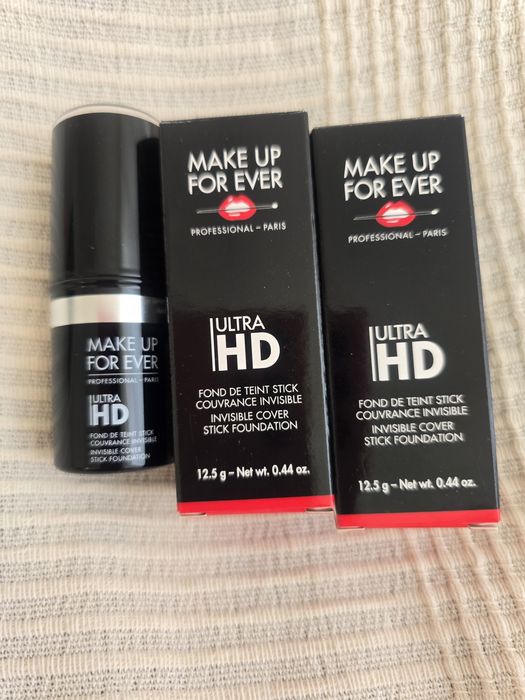 MAKE UP
FOR EVER
PROFESSIONAL – PARIS
ULTRA
HD
FOND DE TEINT STICK
COUVRANCE INVISIBLE
INVISIBLE COVER
STICK FOUNDATION
MAKE UP
FOR EVER
PROFESSIONAL – PARIS
ULTRA
HD
FOND DE TEINT STICK
COUVRANCE INVISIBLE
INVISIBLE COVER
STICK FOUNDATION
12.5 g – Net wt. 0.44 oz.
MAKE UP
FOR EVER
PROFESSIONAL – PARIS
ULTRA
HD
FOND DE TEINT STICK
COUVRANCE INVISIBLE
INVISIBLE COVER
STICK FOUNDATION
12.5 g – Net wt. 0.44 oz.